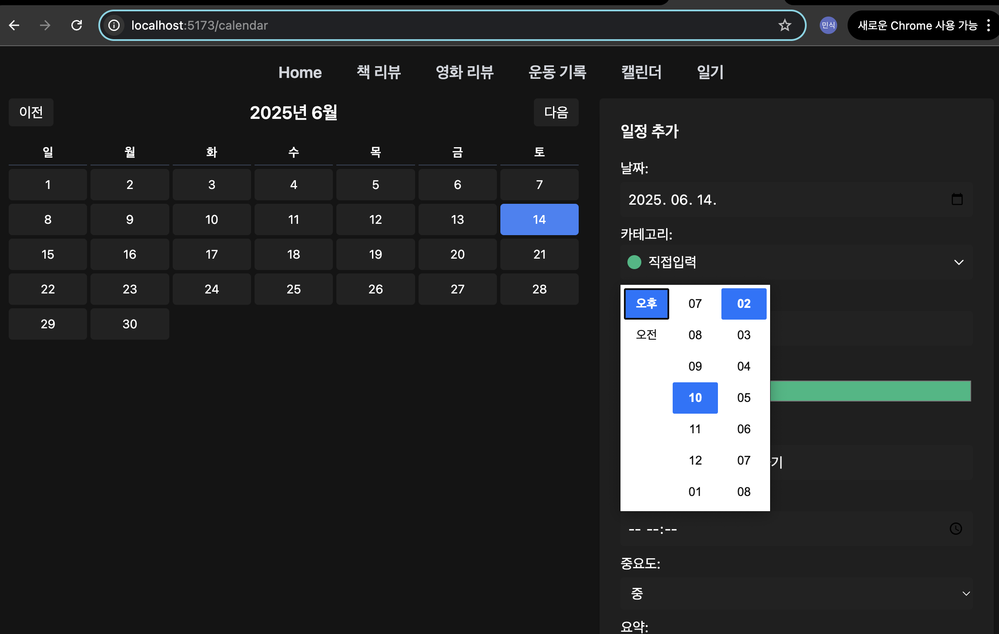 localhost:5173/calendar
민식
새로운 Chrome 사용 가능
Home 책 리뷰 영화 리뷰 운동 기록 캘린더 일기
이전 2025년 6월 다음
일 월 화 수 목 금 토
1 2 3 4 5 6 7
8 9 10 11 12 13 14
15 16 17 18 19 20 21
22 23 24 25 26 27 28
29 30
일정 추가
날짜:
2025. 06. 14.
카테고리:
직접입력
오후 07 02
오전 08 03
09 04
10 05
11 06
12 07
01 08
기
-- --:--
중요도:
중
요약: